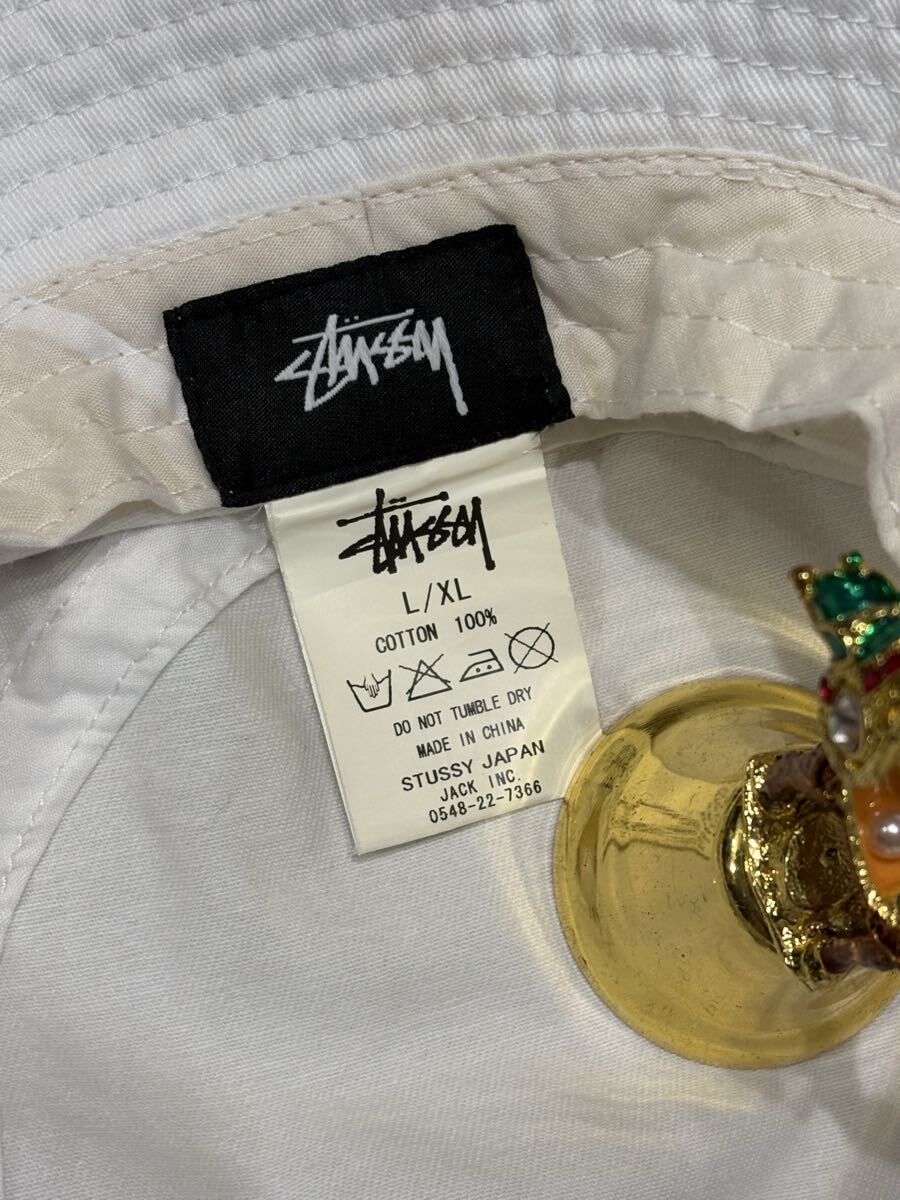 Stüssy
Stüssy
L/XL
COTTON 100%
DO NOT TUMBLE DRY
MADE IN CHINA
STUSSY JAPAN
JACK INC.
0548-22-7366